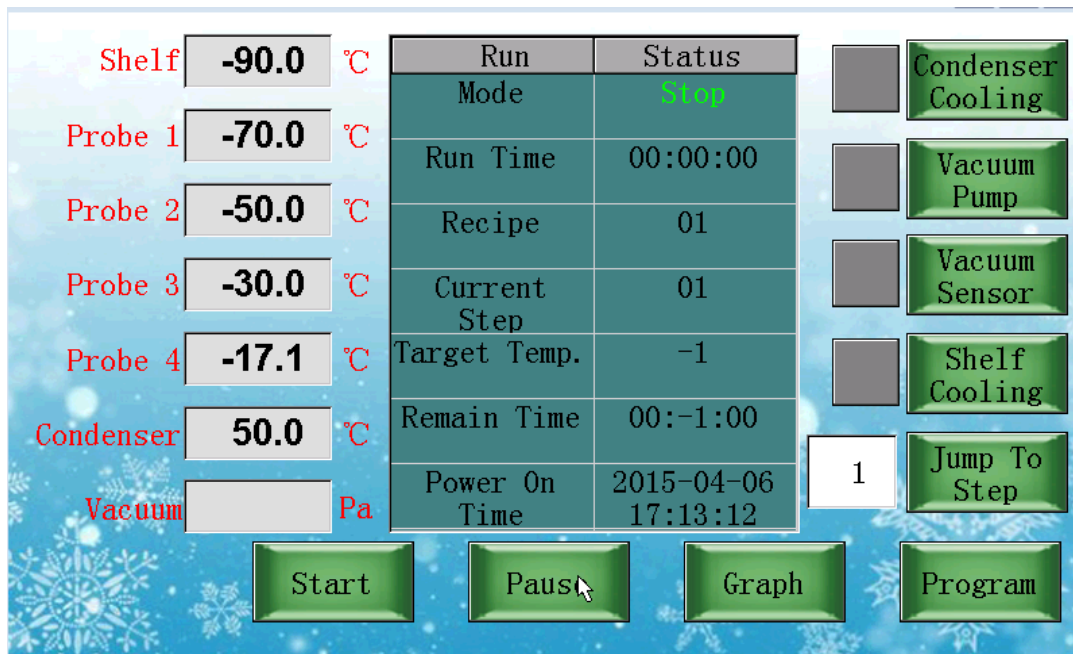 Shelf -90.0 ℃
Probe 1 -70.0 ℃
Probe 2 -50.0 ℃
Probe 3 -30.0 ℃
Probe 4 -17.1 ℃
Condenser 50.0 ℃
Vacuum Pa
Run Status
Mode Stop
Run Time 00:00:00
Recipe 01
Current 01
Step
Target Temp. -1
Remain Time 00:-1:00
Power On 2015-04-06
Time 17:13:12
Condenser
Cooling
Vacuum
Pump
Vacuum
Sensor
Shelf
Cooling
1
Jump To
Step
Start
Pause
Graph
Program